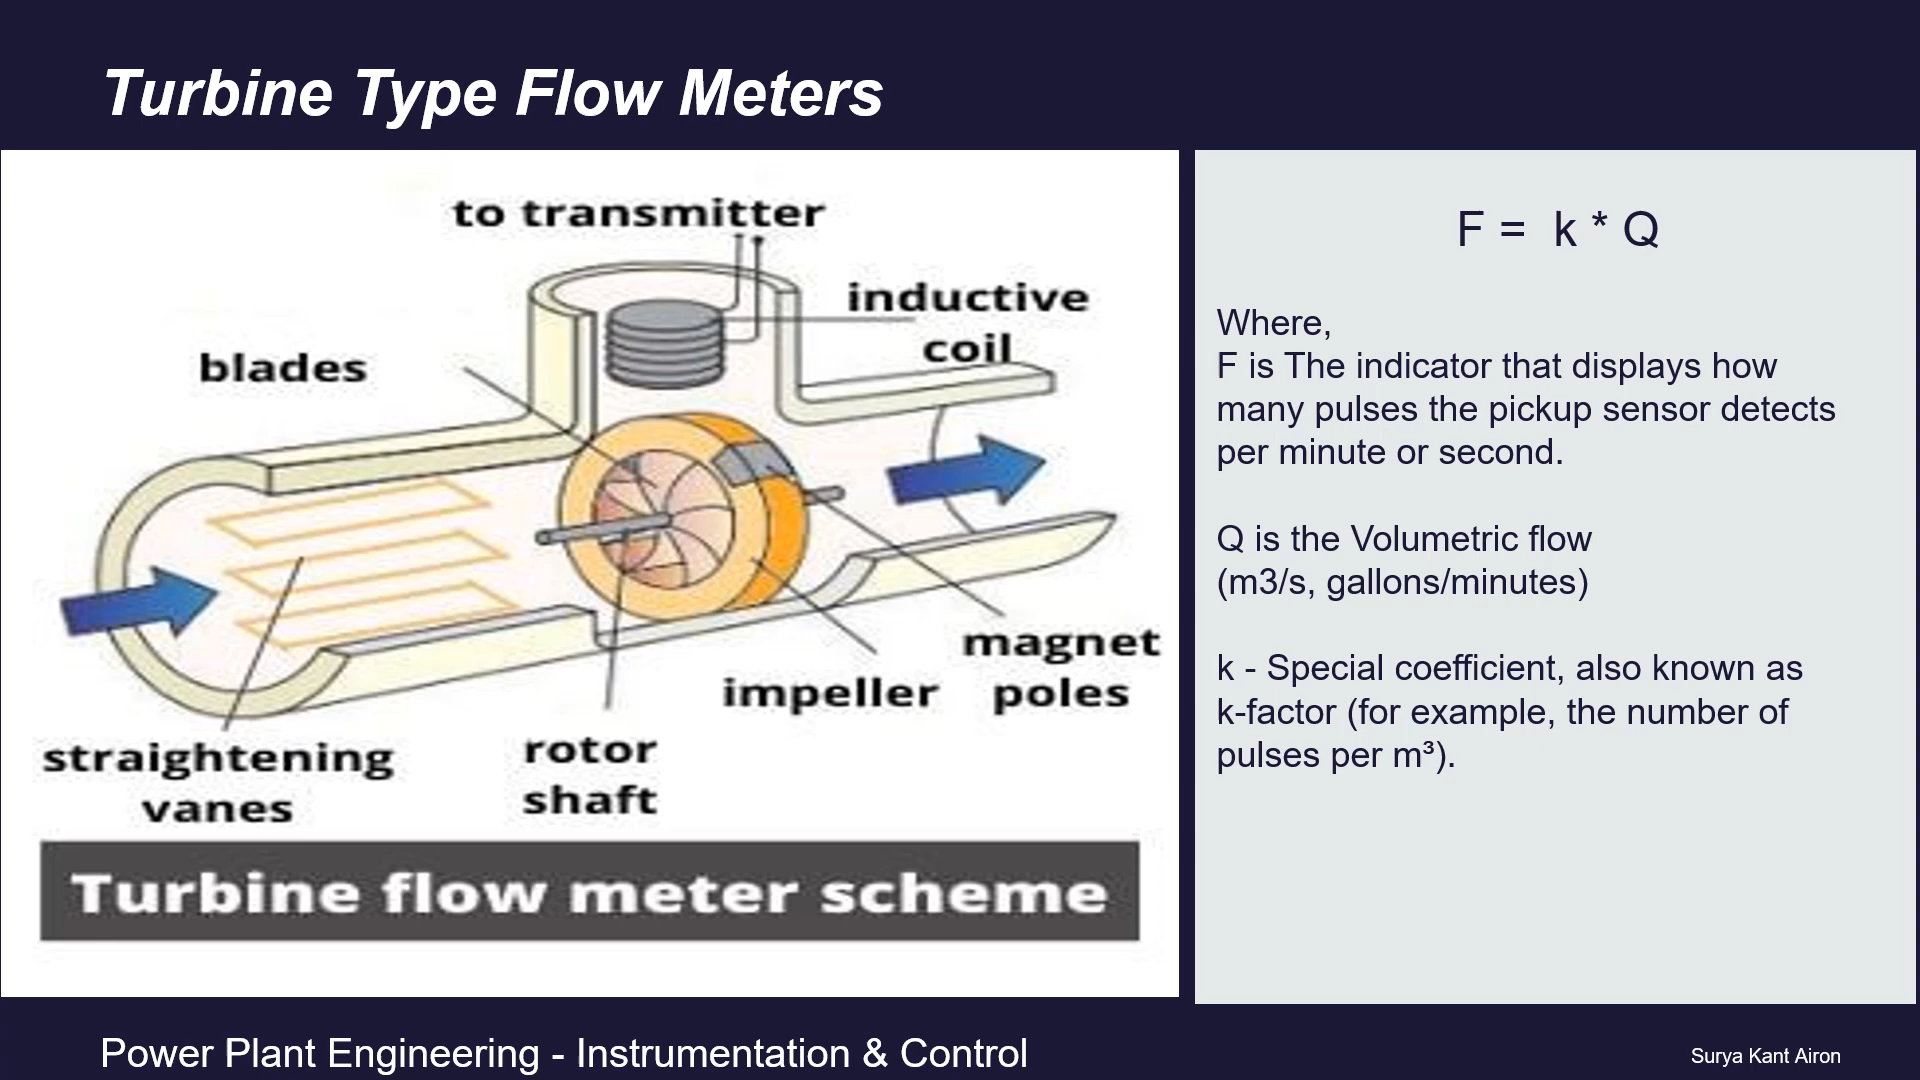 Turbine Type Flow Meters
to transmitter
inductive
coil
blades
magnet
poles
impeller
rotor
shaft
straightening
vanes
Turbine flow meter scheme
F = k * Q
Where,
F is The indicator that displays how
many pulses the pickup sensor detects
per minute or second.
Q is the Volumetric flow
(m3/s, gallons/minutes)
k - Special coefficient, also known as
k-factor (for example, the number of
pulses per m³).
Power Plant Engineering - Instrumentation & Control
Surya Kant Airon